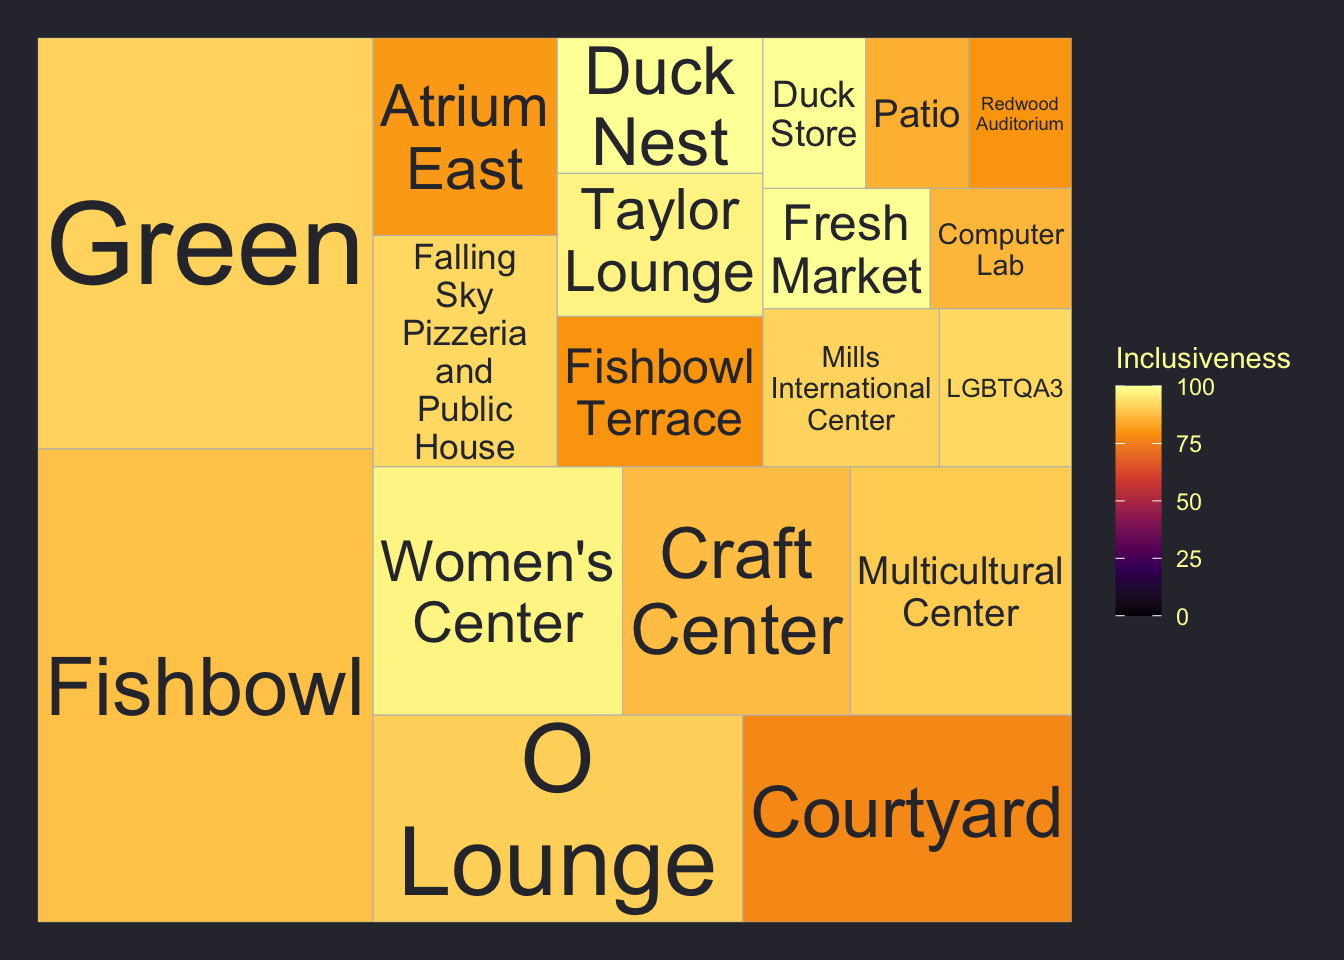 Green
Fishbowl
Atrium
East
Falling
Sky
Pizzeria
and
Public
House
Duck
Nest
Taylor
Lounge
Fishbowl
Terrace
Duck
Store
Patio
Redwood
Auditorium
Fresh
Market
Computer
Lab
Mills
International
Center
LGBTQA3
Women's
Center
Craft
Center
Multicultural
Center
O
Lounge
Courtyard
Inclusiveness
100
75
50
25
0